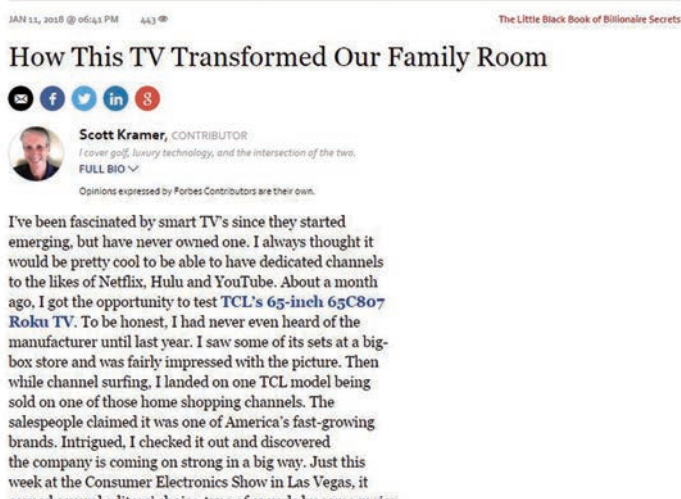 JAN 11, 2018 @ 06:41 PM 443
The Little Black Book of Billionaire Secrets
How This TV Transformed Our Family Room
Scott Kramer, CONTRIBUTOR
I cover golf, luxury technology, and the intersection of the two.
FULL BIO
Opinions expressed by Forbes Contributors are their own.
I've been fascinated by smart TV's since they started
emerging, but have never owned one. I always thought it
would be pretty cool to be able to have dedicated channels
to the likes of Netflix, Hulu and YouTube. About a month
ago, I got the opportunity to test TCL's 65-inch 65C807
Roku TV. To be honest, I had never even heard of the
manufacturer until last year. I saw some of its sets at a big-
box store and was fairly impressed with the picture. Then
while channel surfing, I landed on one TCL model being
sold on one of those home shopping channels. The
salespeople claimed it was one of America's fast-growing
brands. Intrigued, I checked it out and discovered
the company is coming on strong in a big way. Just this
week at the Consumer Electronics Show in Las Vegas, it